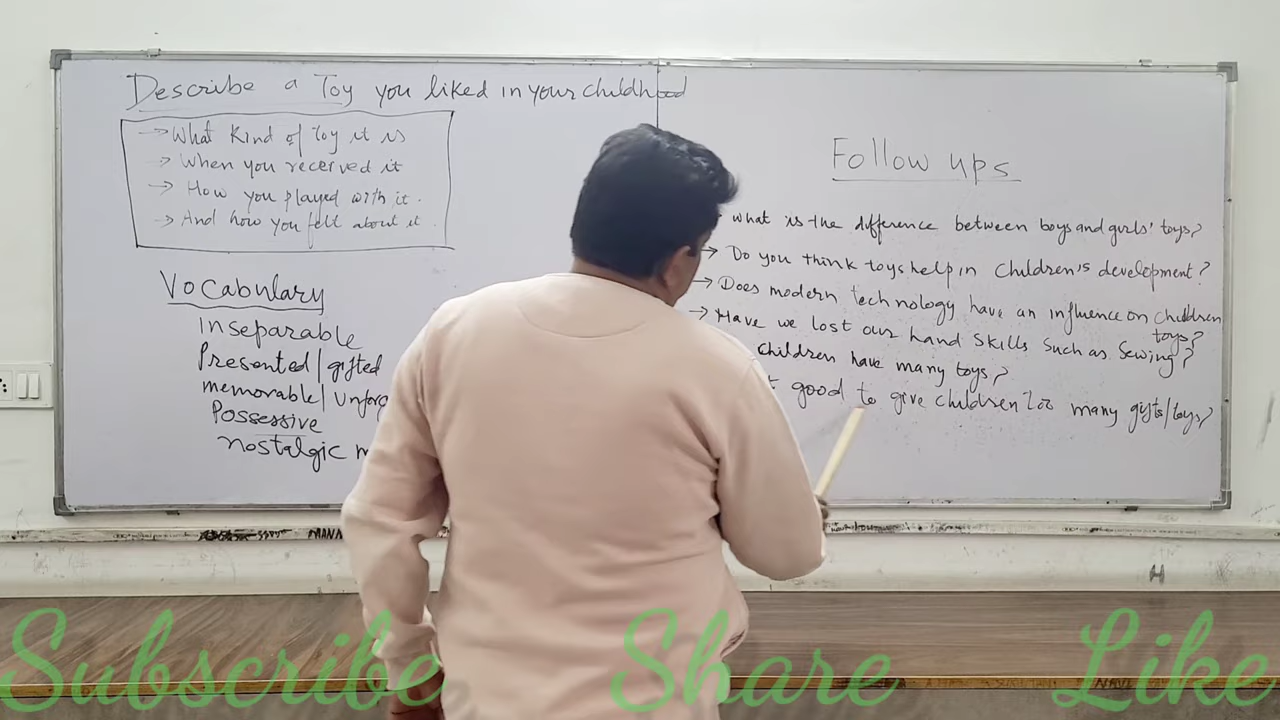 Describe a Toy you liked in your childhood
→ What kind of toy it is
→ When you received it
→ How you played with it.
→ And how you felt about it.
Vocabulary
inseparable
Presented/gifted
memorable/
Possessive
nostalgic
Follow ups
what is the difference between boys and girls' toys?
→ Do you think toys help in children's development?
→ Does modern technology have an influence on children
toys?
→ Have we lost our hand skills such as sewing?
children have many toys?
good to give children too many gifts/toys?
Subscribe
Share
Like